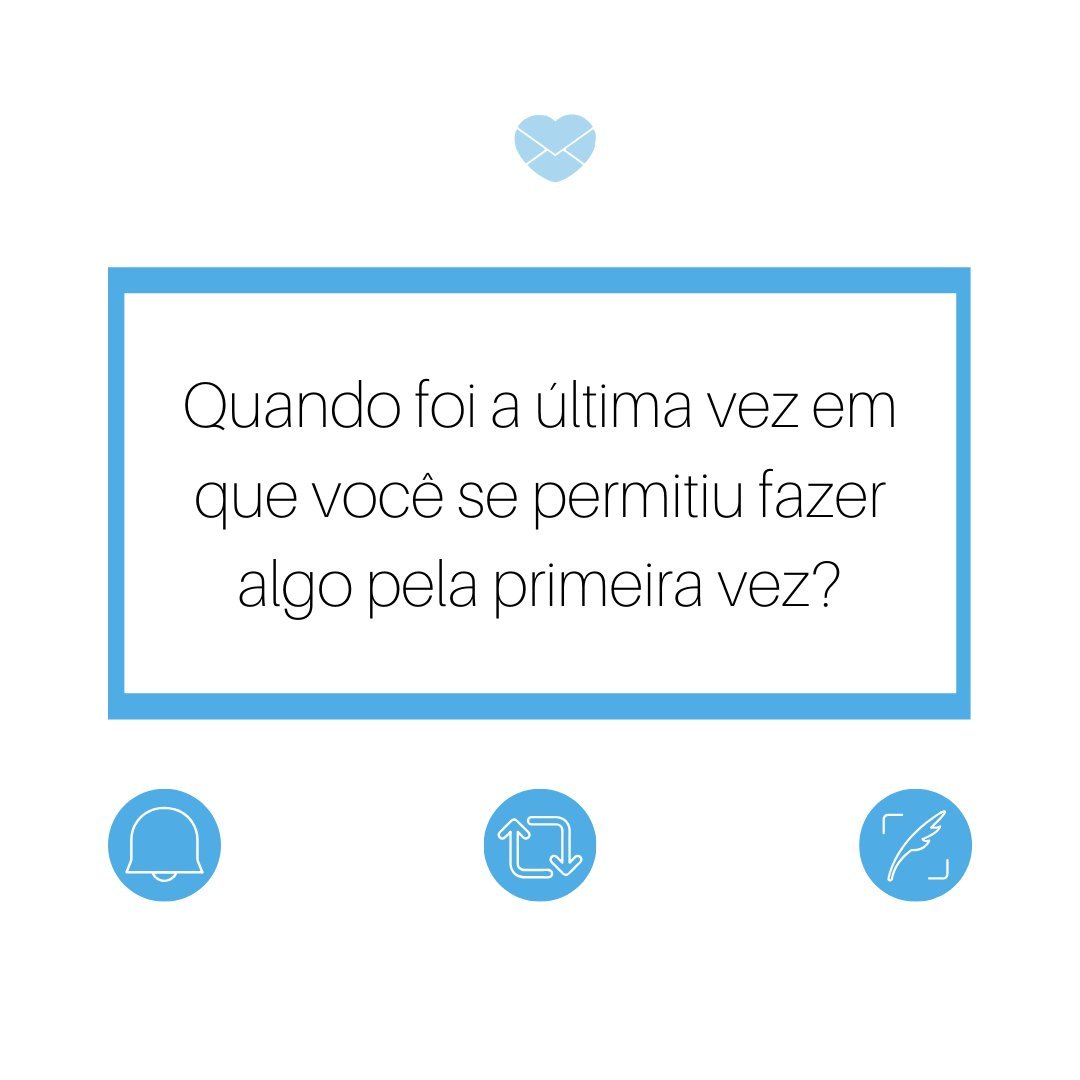 Quando foi a última vez em
que você se permitiu fazer
algo pela primeira vez?